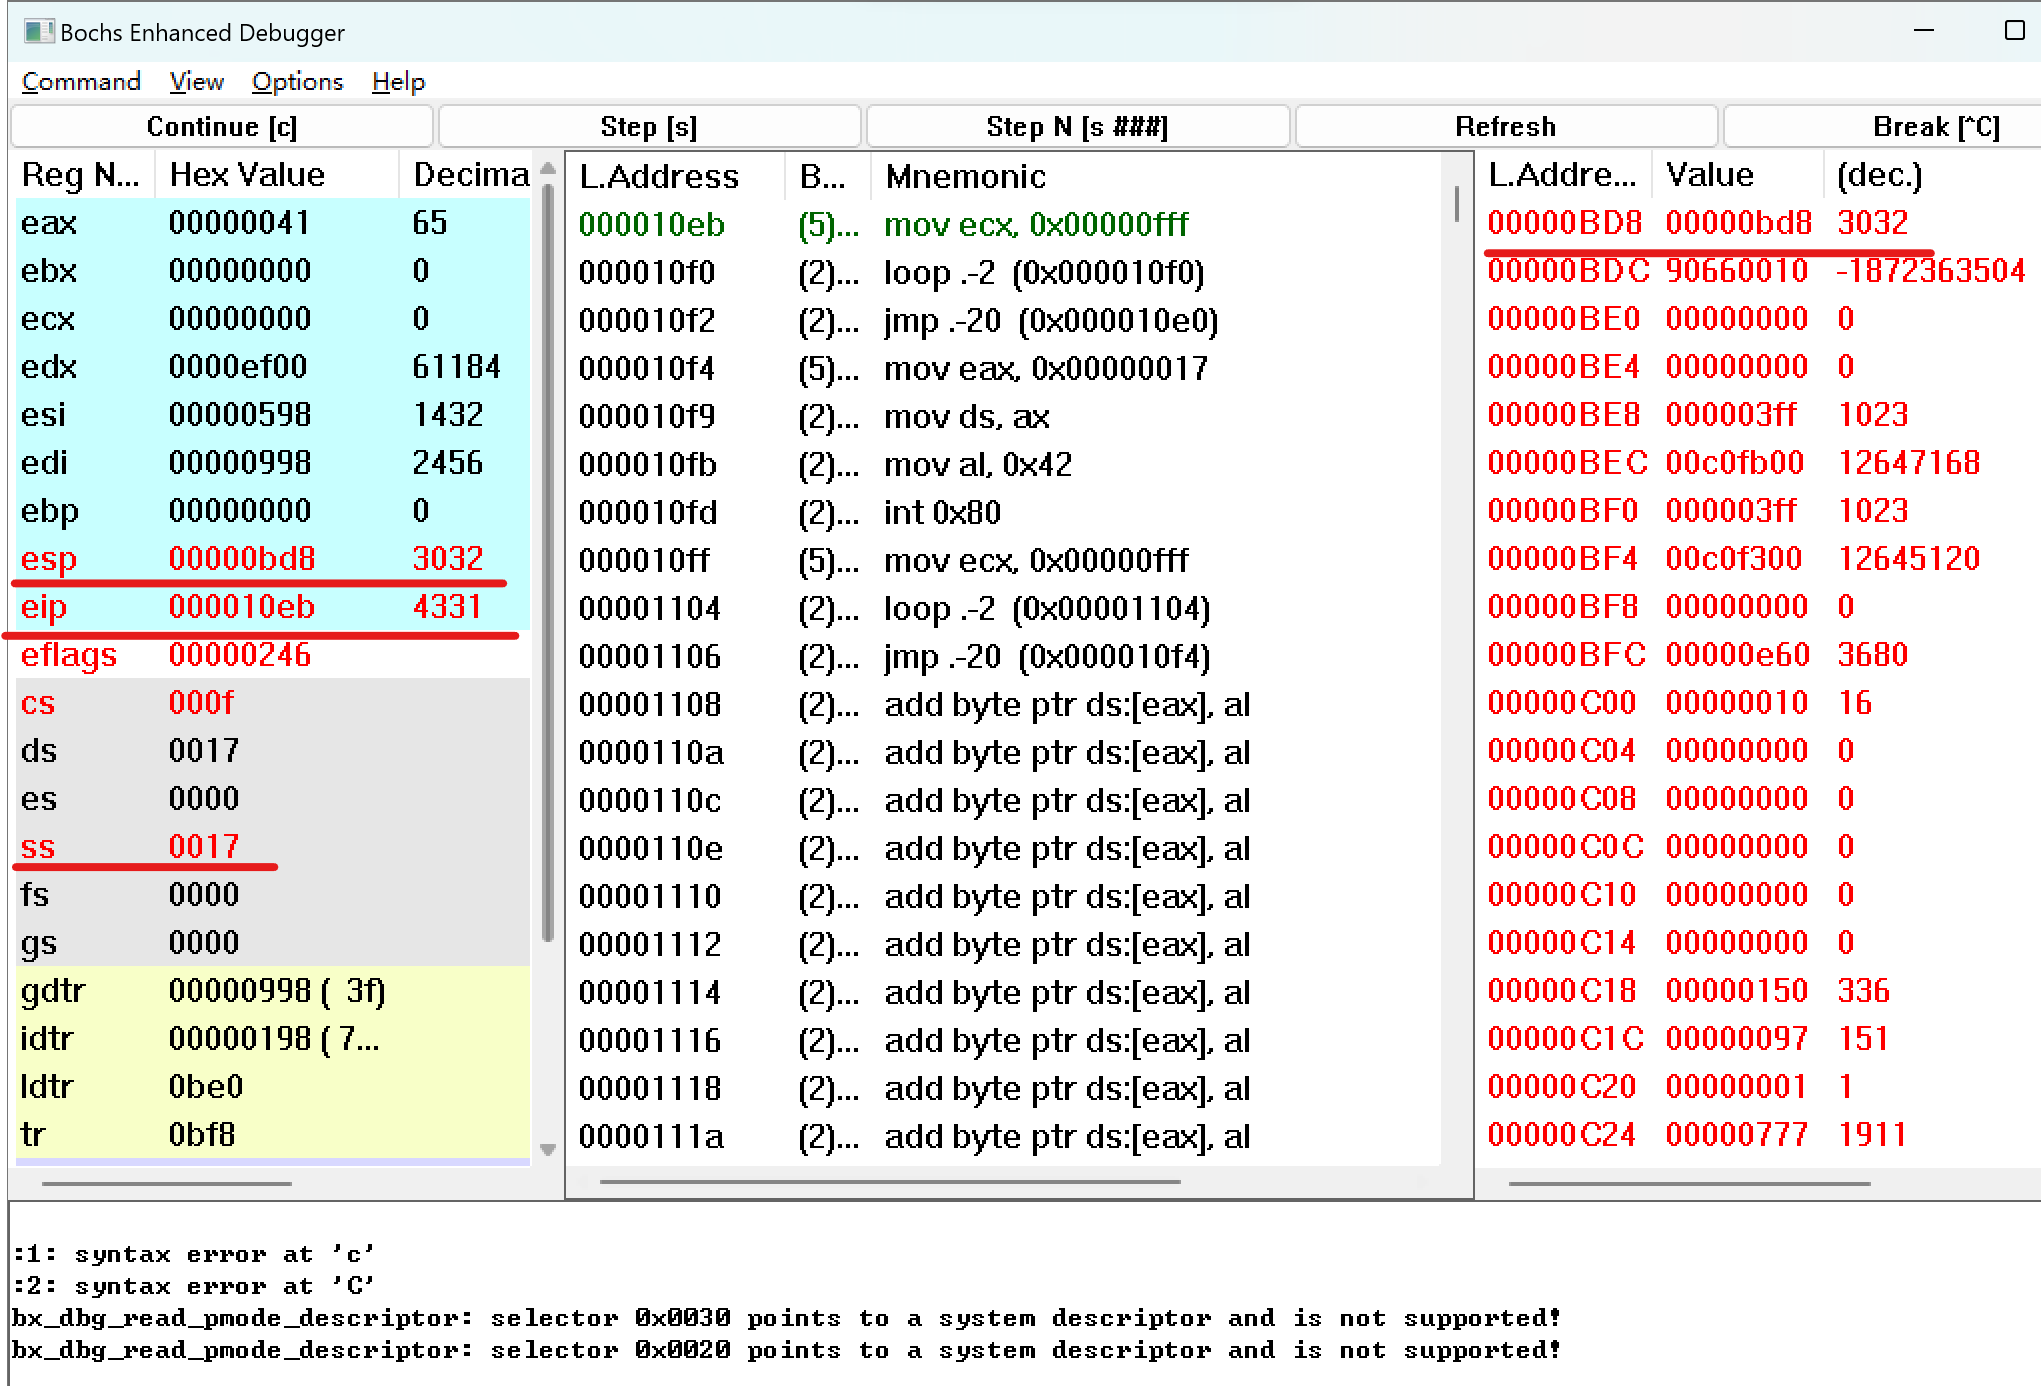 Bochs Enhanced Debugger
Command View Options Help
Continue [c] Step [s] Step N [s ###] Refresh Break [^C]
Reg N... Hex Value Decima
eax 00000041 65
ebx 00000000 0
ecx 00000000 0
edx 0000ef00 61184
esi 00000598 1432
edi 00000998 2456
ebp 00000000 0
esp 00000bd8 3032
eip 000010eb 4331
eflags 00000246
cs 000f
ds 0017
es 0000
ss 0017
fs 0000
gs 0000
gdtr 00000998 ( 3f)
idtr 00000198 ( 7...
ldtr 0be0
tr 0bf8
L.Address B... Mnemonic
000010eb (5)... mov ecx, 0x00000fff
000010f0 (2)... loop .-2 (0x000010f0)
000010f2 (2)... jmp .-20 (0x000010e0)
000010f4 (5)... mov eax, 0x00000017
000010f9 (2)... mov ds, ax
000010fb (2)... mov al, 0x42
000010fd (2)... int 0x80
000010ff (5)... mov ecx, 0x00000fff
00001104 (2)... loop .-2 (0x00001104)
00001106 (2)... jmp .-20 (0x000010f4)
00001108 (2)... add byte ptr ds:[eax], al
0000110a (2)... add byte ptr ds:[eax], al
0000110c (2)... add byte ptr ds:[eax], al
0000110e (2)... add byte ptr ds:[eax], al
00001110 (2)... add byte ptr ds:[eax], al
00001112 (2)... add byte ptr ds:[eax], al
00001114 (2)... add byte ptr ds:[eax], al
00001116 (2)... add byte ptr ds:[eax], al
00001118 (2)... add byte ptr ds:[eax], al
0000111a (2)... add byte ptr ds:[eax], al
L.Addre... Value (dec.)
00000BD8 00000bd8 3032
00000BDC 90660010 -1872363504
00000BE0 00000000 0
00000BE4 00000000 0
00000BE8 000003ff 1023
00000BEC 00c0fb00 12647168
00000BF0 000003ff 1023
00000BF4 00c0f300 12645120
00000BF8 00000000 0
00000BFC 00000e60 3680
00000C00 00000010 16
00000C04 00000000 0
00000C08 00000000 0
00000C0C 00000000 0
00000C10 00000000 0
00000C14 00000000 0
00000C18 00000150 336
00000C1C 00000097 151
00000C20 00000001 1
00000C24 00000777 1911
:1: syntax error at 'c'
:2: syntax error at 'C'
bx_dbg_read_pmode_descriptor: selector 0x0030 points to a system descriptor and is not supported!
bx_dbg_read_pmode_descriptor: selector 0x0020 points to a system descriptor and is not supported!